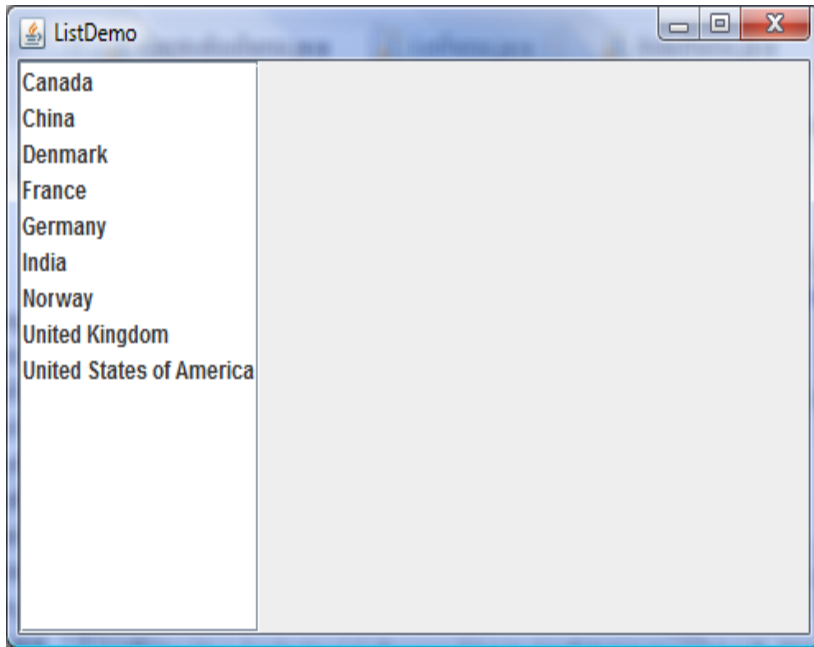 ListDemo
Canada
China
Denmark
France
Germany
India
Norway
United Kingdom
United States of America